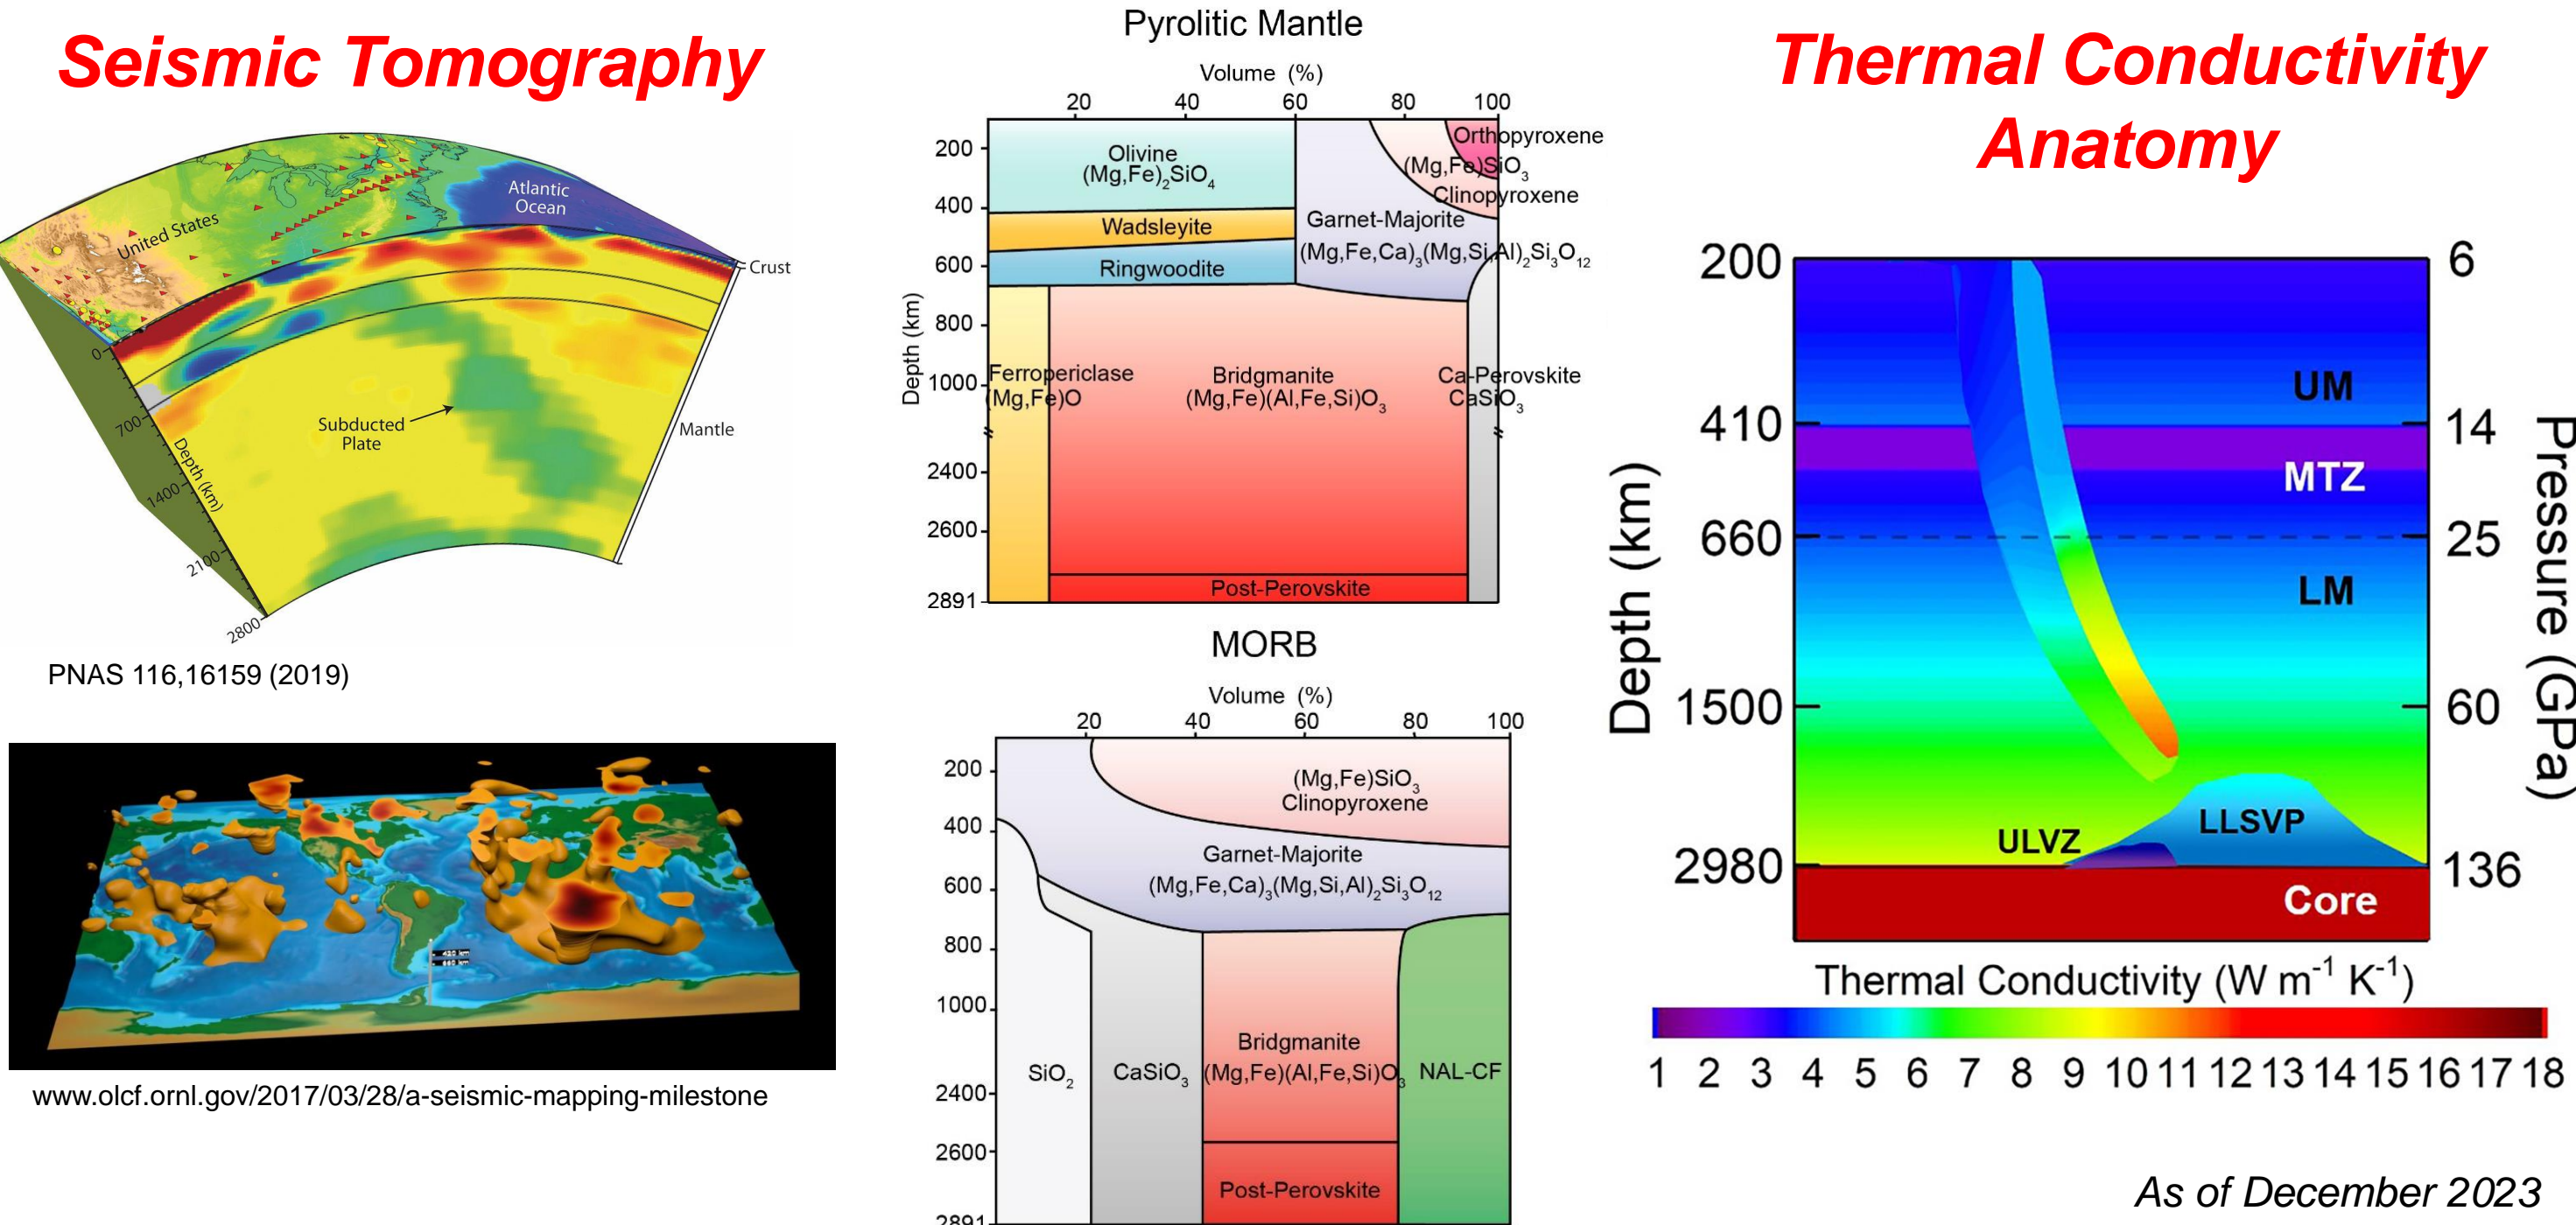 Seismic Tomography
United States
Atlantic
Ocean
Crust
0
700
1400
2100
2800
Depth (km)
Subducted
Plate
Mantle
PNAS 116,16159 (2019)
www.olcf.ornl.gov/2017/03/28/a-seismic-mapping-milestone
Pyrolitic Mantle
Volume (%)
20 40 60 80 100
Depth (km)
200
400
600
800
1000
2400
2600
2891
Olivine
(Mg,Fe)₂SiO₄
Wadsleyite
Ringwoodite
Orthopyroxene
(Mg,Fe)SiO₃
Clinopyroxene
Garnet-Majorite
(Mg,Fe,Ca)₃(Mg,Si,Al)₂Si₃O₁₂
Ferropericlase
(Mg,Fe)O
Bridgmanite
(Mg,Fe)(Al,Fe,Si)O₃
Ca-Perovskite
CaSiO₃
Post-Perovskite
MORB
Volume (%)
20 40 60 80 100
200
400
600
800
1000
2400
2600
2891
(Mg,Fe)SiO₃
Clinopyroxene
Garnet-Majorite
(Mg,Fe,Ca)₃(Mg,Si,Al)₂Si₃O₁₂
SiO₂
CaSiO₃
Bridgmanite
(Mg,Fe)(Al,Fe,Si)O₃
NAL-CF
Post-Perovskite
Thermal Conductivity
Anatomy
Depth (km)
200
410
660
1500
2980
Pressure (GPa)
6
14
25
60
136
UM
MTZ
LM
LLSVP
ULVZ
Core
Thermal Conductivity (W m⁻¹ K⁻¹)
1 2 3 4 5 6 7 8 9 10 11 12 13 14 15 16 17 18
As of December 2023